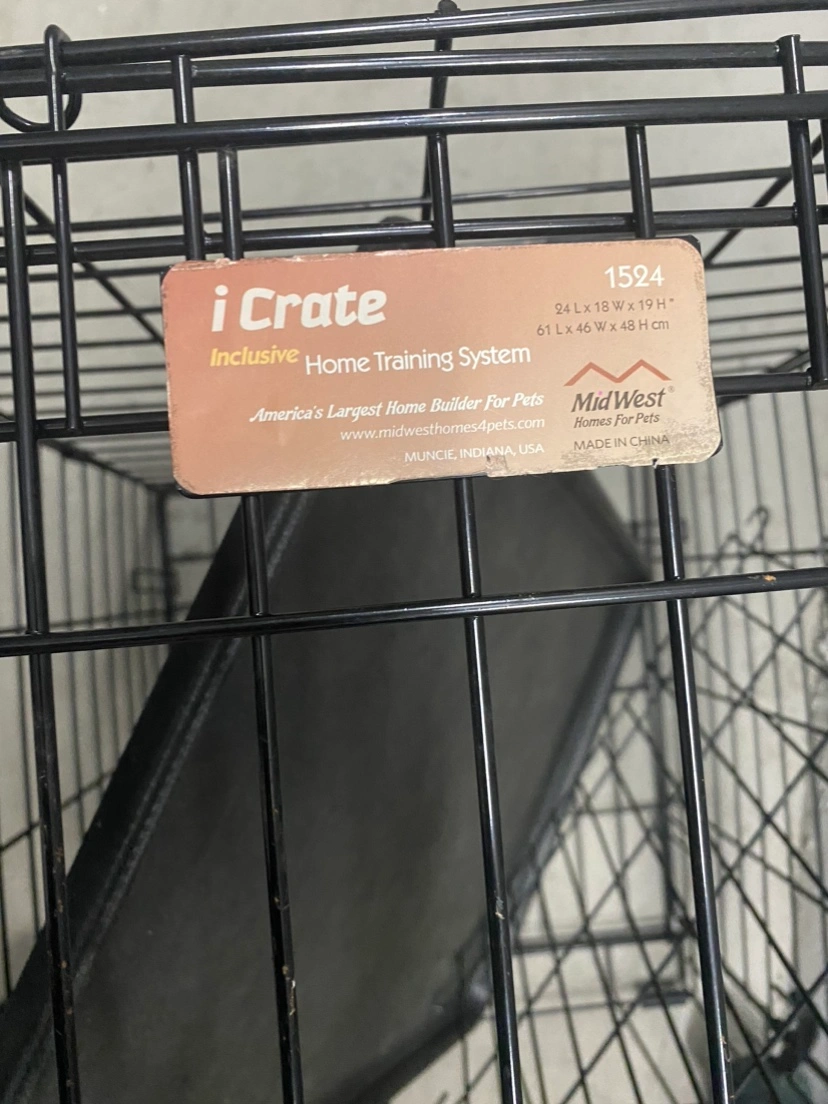 i Crate
1524
24 L x 18 W x 19 H "
61 L x 46 W x 48 H cm
Inclusive Home Training System
America's Largest Home Builder For Pets
www.midwesthomes4pets.com
MUNCIE, INDIANA, USA
MidWest®
Homes For Pets
MADE IN CHINA